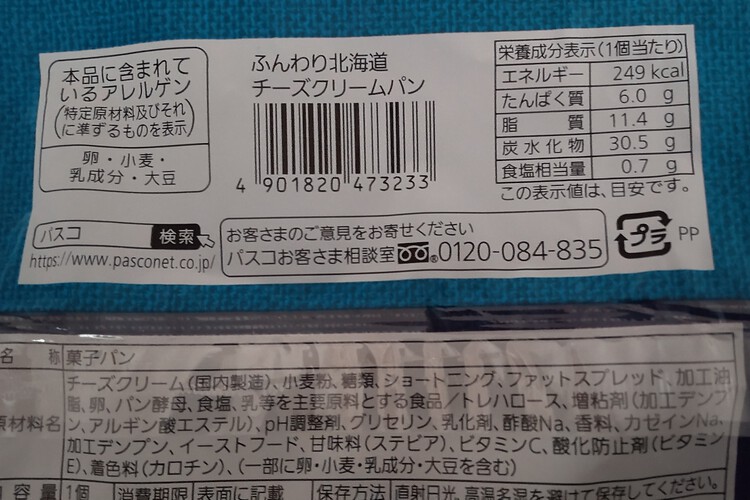 本品に含まれて
いるアレルゲン
(特定原材料及びそれ
に準ずるものを表示)
卵・小麦・
乳成分・大豆
ふんわり北海道
チーズクリームパン
4 901820 473233
栄養成分表示(1個当たり)
エネルギー 249 kcal
たんぱく質 6.0 g
脂質 11.4 g
炭水化物 30.5 g
食塩相当量 0.7 g
この表示値は、目安です。
パスコ 検索
https://www.pasconet.co.jp/
お客さまのご意見をお寄せください
パスコお客さま相談室 0120-084-835
プラ PP
名称 菓子パン
原材料名 チーズクリーム(国内製造)、小麦粉、糖類、ショートニング、ファットスプレッド、加工油
脂、卵、パン酵母、食塩、乳等を主要原料とする食品/トレハロース、増粘剤(加工デンプ
ン、アルギン酸エステル)、pH調整剤、グリセリン、乳化剤、酢酸Na、香料、カゼインNa、
加工デンプン、イーストフード、甘味料(ステビア)、ビタミンC、酸化防止剤(ビタミン
E)、着色料(カロチン)、(一部に卵・小麦・乳成分・大豆を含む)
内容量 1個 消費期限 表面に記載 保存方法 直射日光、高温多湿を避けて保存してください。